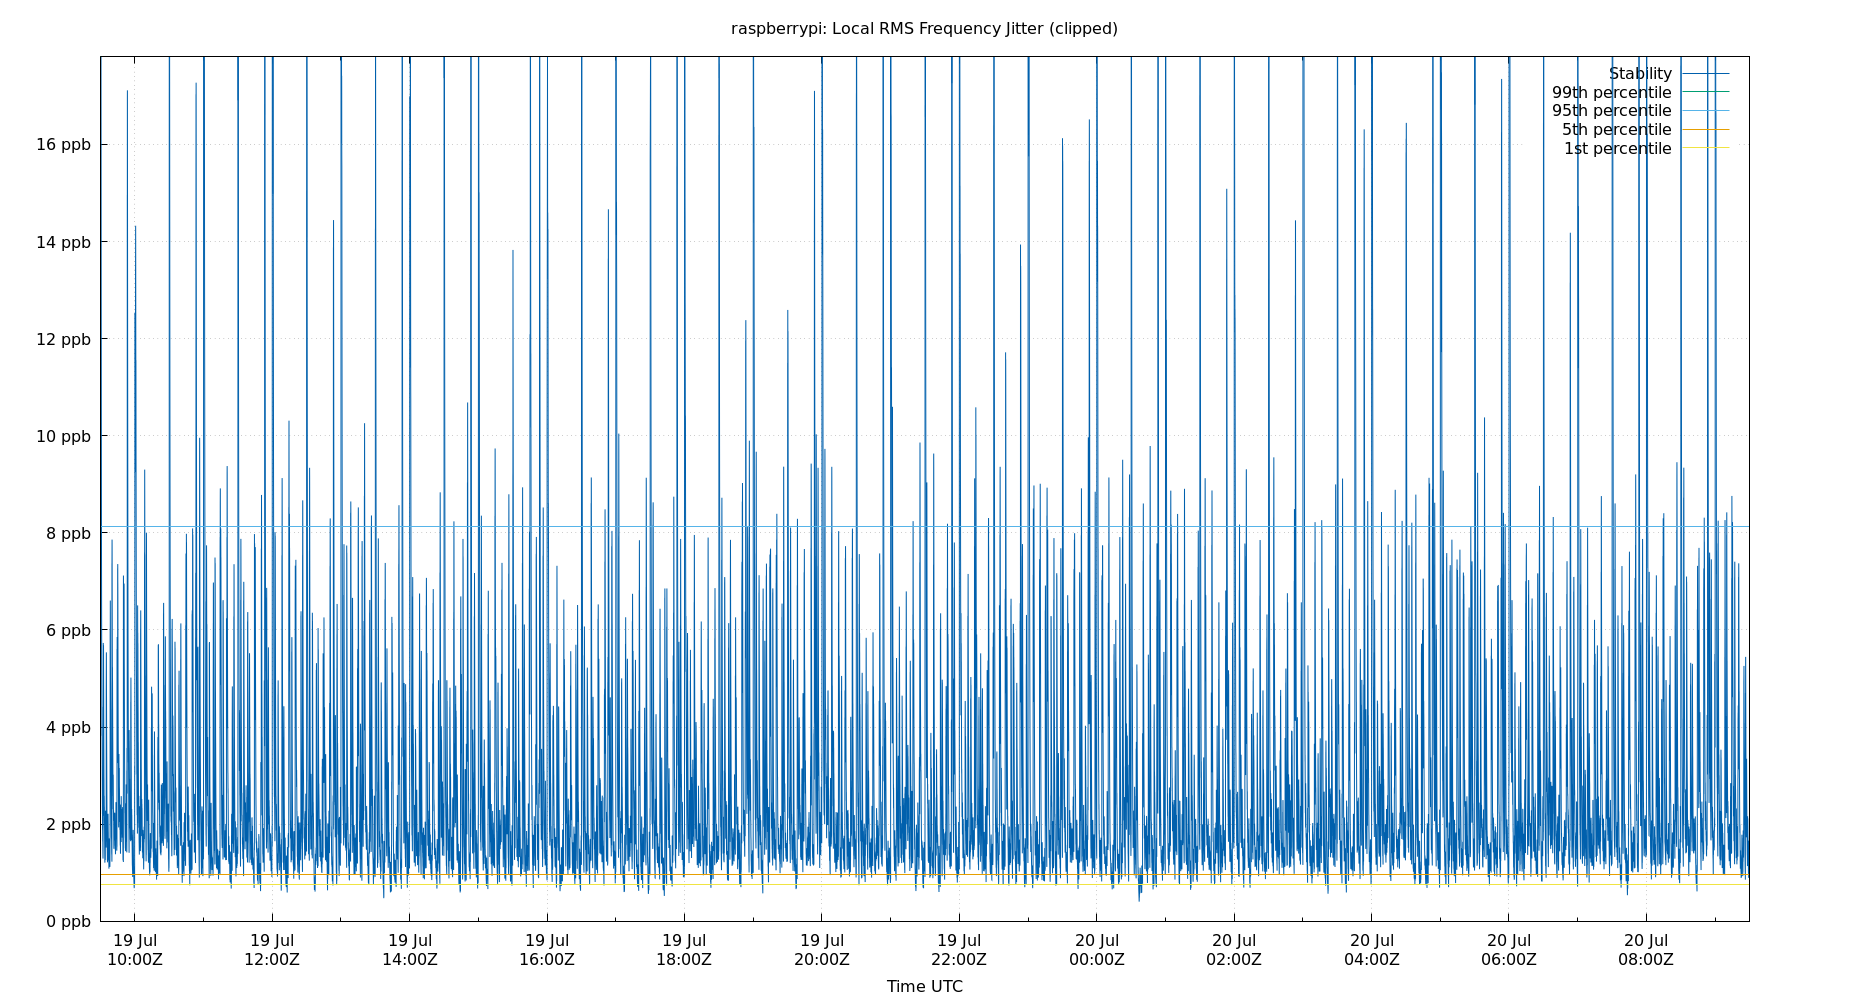 raspberrypi: Local RMS Frequency Jitter (clipped)
Stability
99th percentile
95th percentile
5th percentile
1st percentile
16 ppb
14 ppb
12 ppb
10 ppb
8 ppb
6 ppb
4 ppb
2 ppb
0 ppb
19 Jul 19 Jul 19 Jul 19 Jul 19 Jul 19 Jul 19 Jul 20 Jul 20 Jul 20 Jul 20 Jul 20 Jul
10:00Z 12:00Z 14:00Z 16:00Z 18:00Z 20:00Z 22:00Z 00:00Z 02:00Z 04:00Z 06:00Z 08:00Z
Time UTC